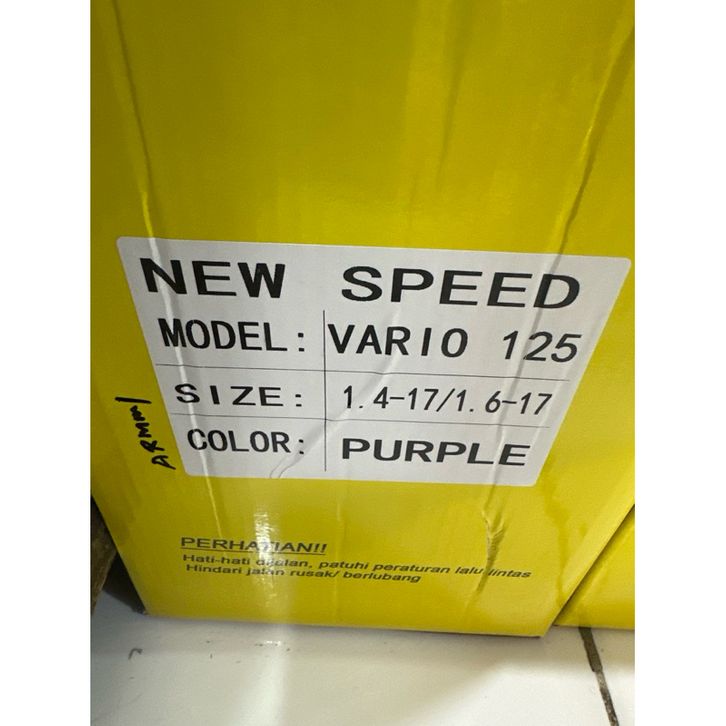 NEW SPEED
MODEL: VARIO 125
SIZE: 1.4-17/1.6-17
COLOR: PURPLE
ARMM/
PERHATIAN!!
Hati-hati dijalan, patuhi peraturan lalu lintas
Hindari jalan rusak/ berlubang